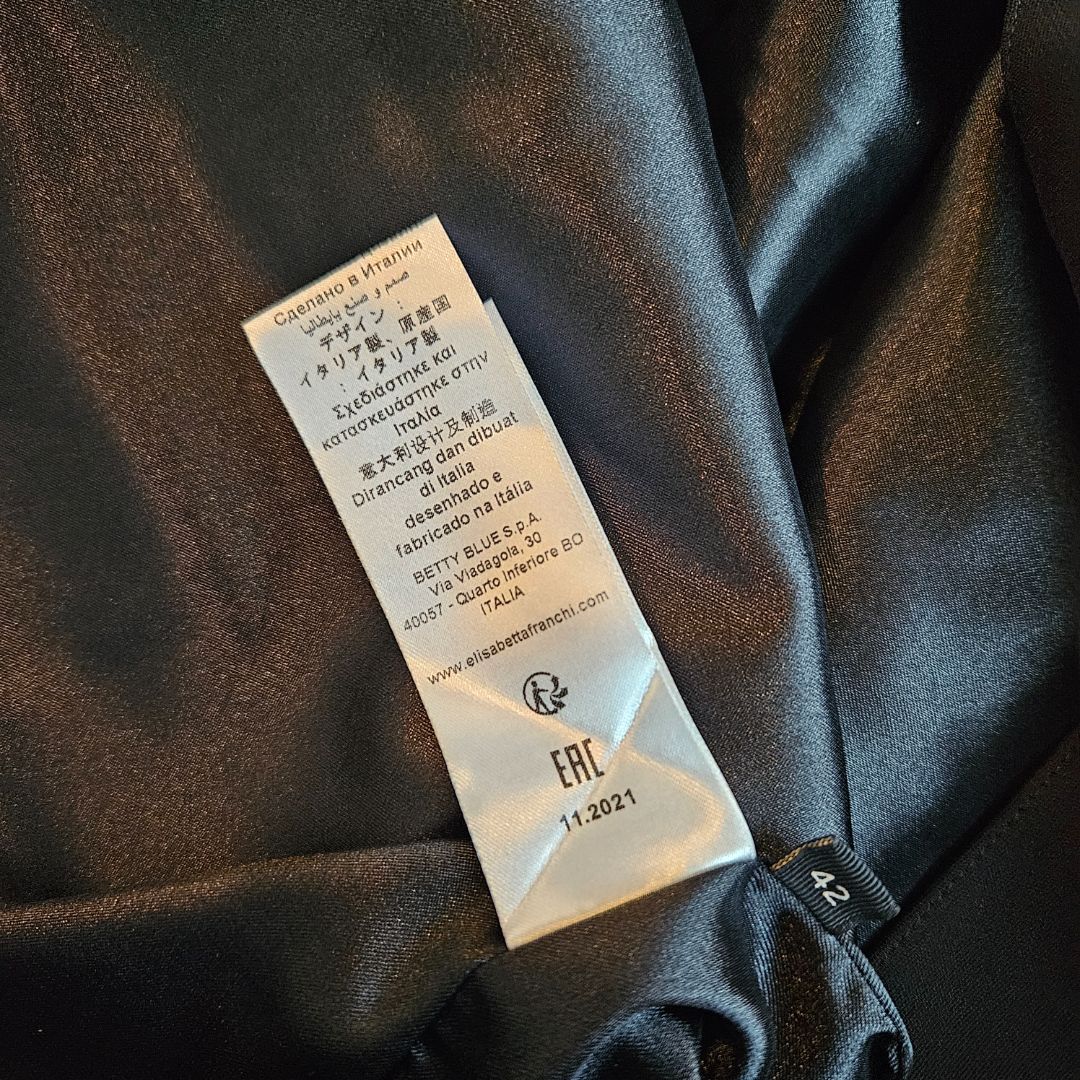 Сделано в Италии
صمم و صنع بإيطاليا
デザイン :
イタリア製、原産国
: イタリア製
Σχεδιάστηκε και
κατασκευάστηκε στην
Ιταλία
意大利设计及制造
Dirancang dan dibuat
di Italia
desenhado e
fabricado na Itália
BETTY BLUE S.p.A.
Via Viadagola, 30
40057 - Quarto Inferiore BO
ITALIA
www.elisabettafranchi.com
EAC
11.2021
42